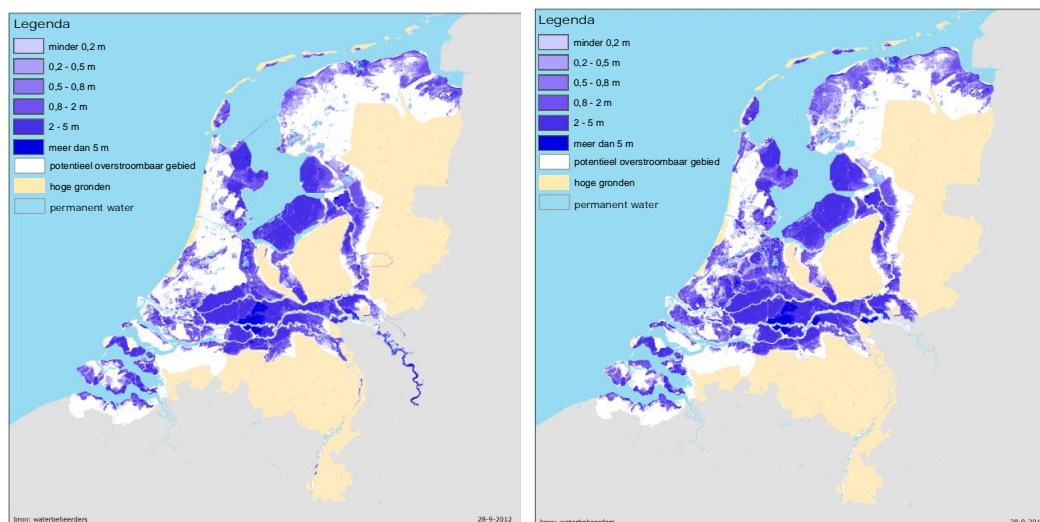 Legenda
minder 0,2 m
0,2 - 0,5 m
0,5 - 0,8 m
0,8 - 2 m
2 - 5 m
meer dan 5 m
potentieel overstroombaar gebied
hoge gronden
permanent water
bron: waterbeheerders
28-9-2012
Legenda
minder 0,2 m
0,2 - 0,5 m
0,5 - 0,8 m
0,8 - 2 m
2 - 5 m
meer dan 5 m
potentieel overstroombaar gebied
hoge gronden
permanent water
bron: waterbeheerders